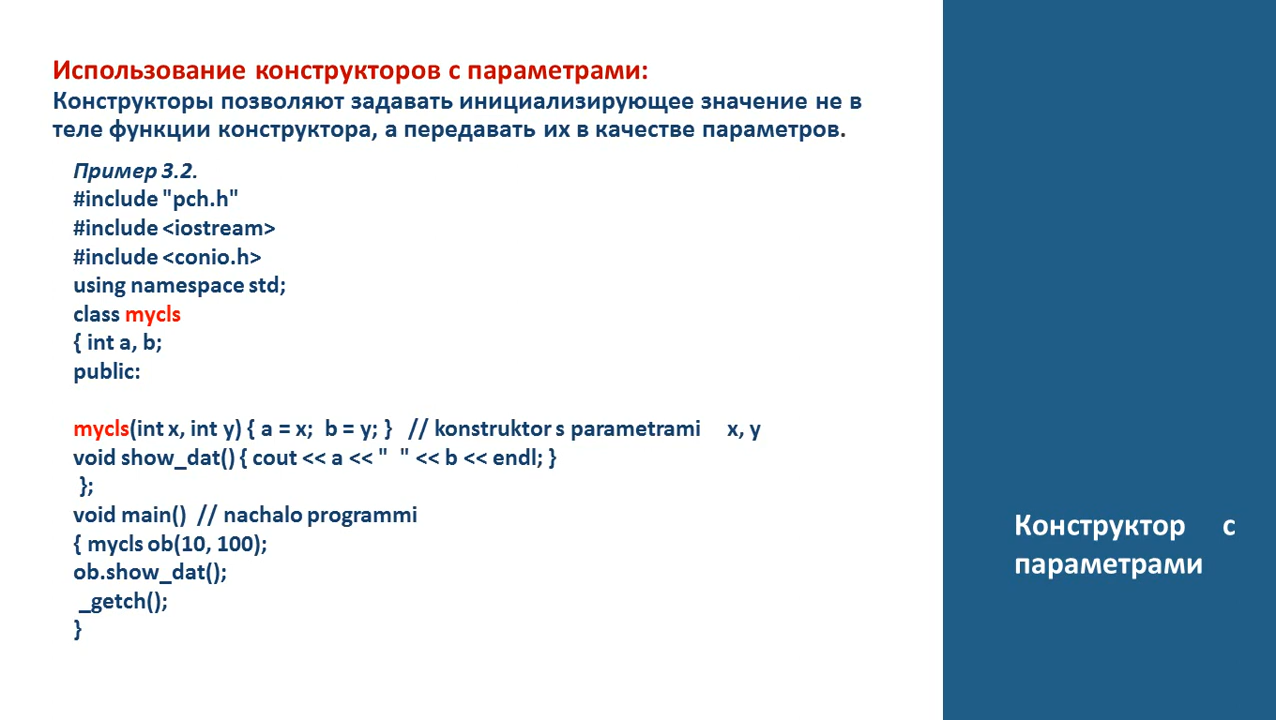 Использование конструкторов с параметрами:
Конструкторы позволяют задавать инициализирующее значение не в
теле функции конструктора, а передавать их в качестве параметров.
Пример 3.2.
#include "pch.h"
#include <iostream>
#include <conio.h>
using namespace std;
class mycls
{ int a, b;
public:
mycls(int x, int y) { a = x;  b = y; }   // konstruktor s parametrami    x, y
void show_dat() { cout << a << "  " << b << endl; }
};
void main()  // nachalo programmi
{ mycls ob(10, 100);
ob.show_dat();
_getch();
}
Конструктор с
параметрами